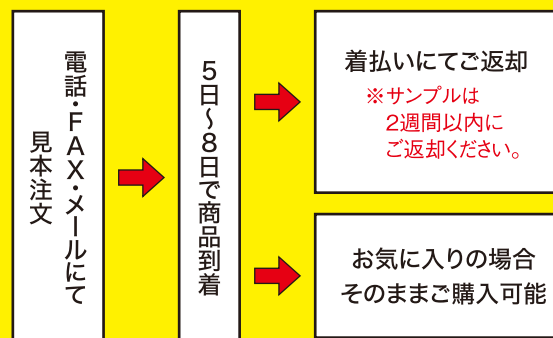 電話・FAX・メールにて
見本注文
5日～8日で商品到着
着払いにてご返却
※サンプルは
2週間以内に
ご返却ください。
お気に入りの場合
そのままご購入可能